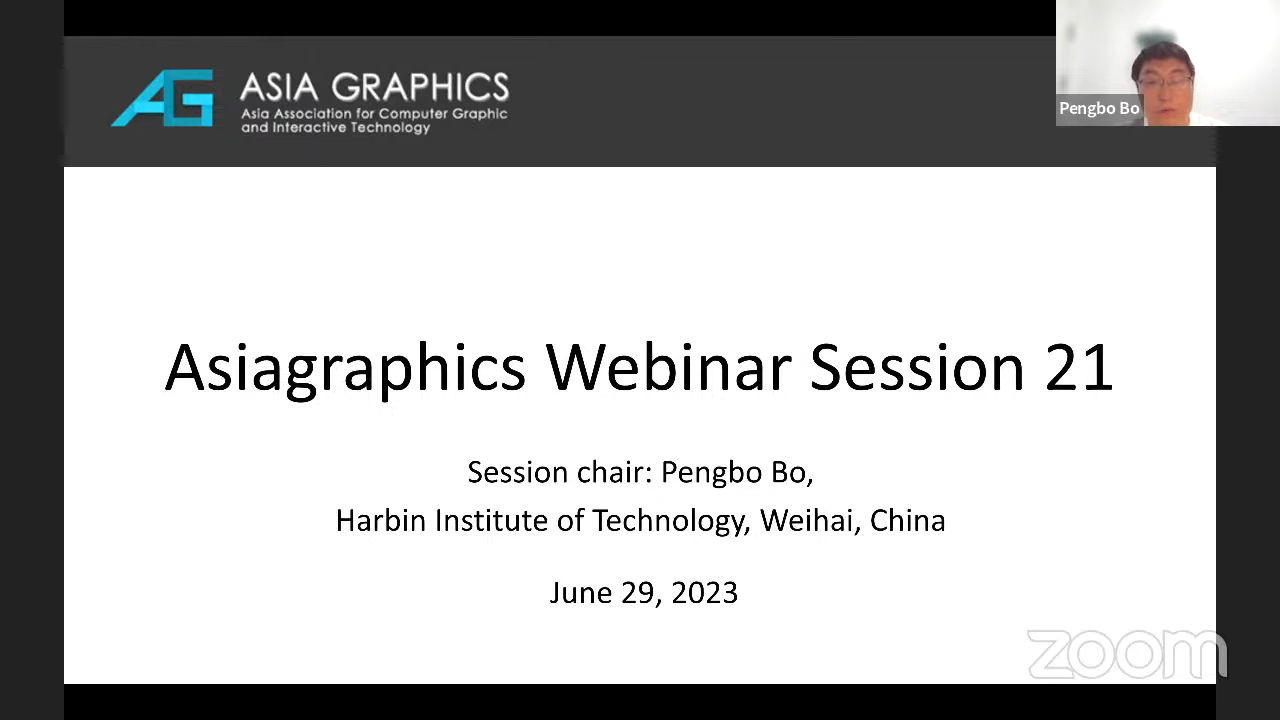 ASIA GRAPHICS
Asia Association for Computer Graphic
and Interactive Technology
Pengbo Bo
Asiagraphics Webinar Session 21
Session chair: Pengbo Bo,
Harbin Institute of Technology, Weihai, China
June 29, 2023
zoom